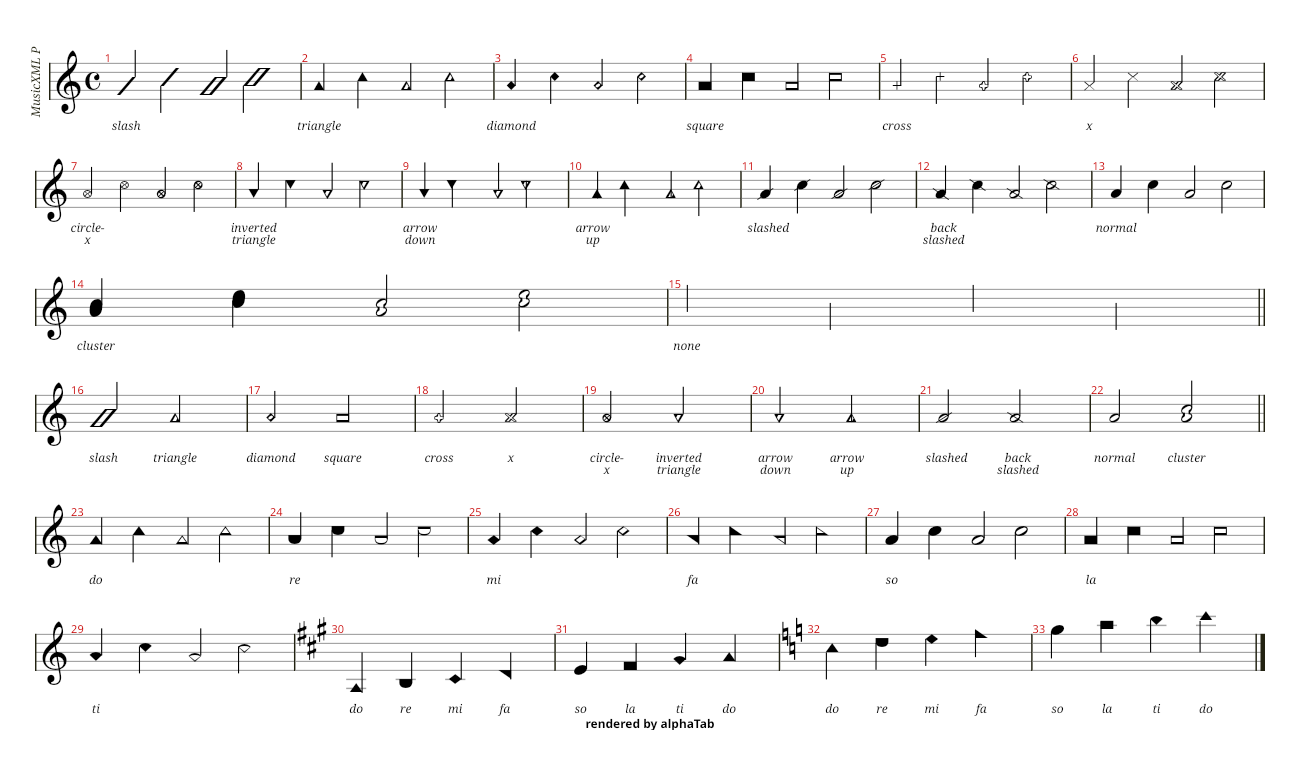 MusicXML P
1 2 3 4 5 6
slash triangle diamond square cross x
7 8 9 10 11 12 13
circle- inverted arrow arrow slashed back normal
x triangle down up slashed
14 15
cluster none
16 17 18 19 20 21 22
slash triangle diamond square cross x circle- inverted arrow arrow slashed back normal cluster
x triangle down up slashed
23 24 25 26 27 28
do re mi fa so la
29 30 31 32 33
ti do re mi fa so la ti do do re mi fa so la ti do
rendered by alphaTab